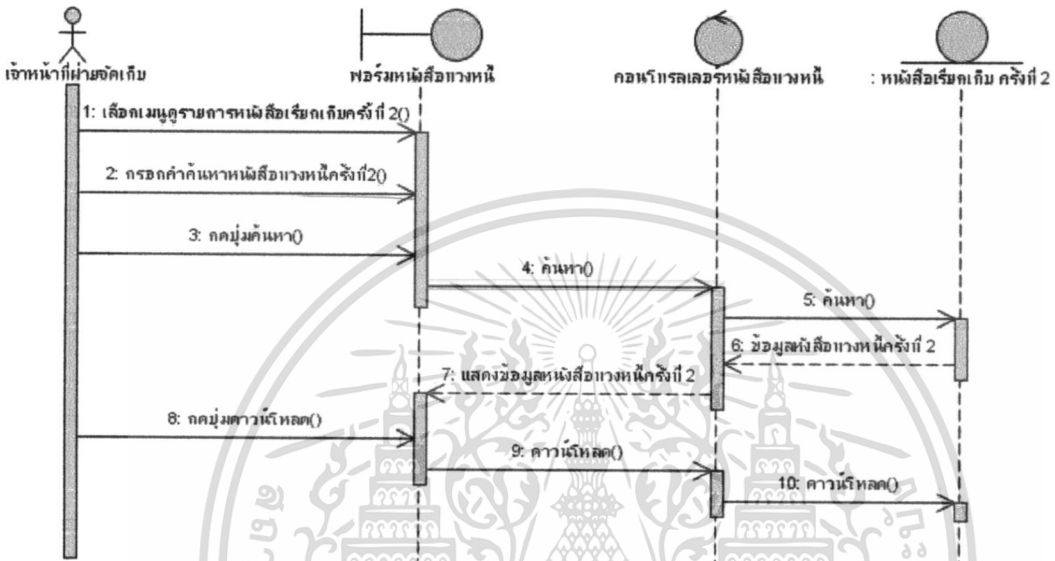 เจ้าหน้าที่ฝ่ายจัดเก็บ
ฟอร์มหนังสือทวงหนี้
คอนโทรลเลอร์หนังสือทวงหนี้
: หนังสือเรียกเก็บ ครั้งที่ 2
1: เลือกเมนูดูรายการหนังสือเรียกเก็บครั้งที่ 2()
2: กรอกคำค้นหาหนังสือทวงหนี้ครั้งที่2()
3: กดปุ่มค้นหา()
4: ค้นหา()
5: ค้นหา()
6: ข้อมูลหังสือทวงหนี้ครั้งที่ 2
7: แสดงข้อมูลหนังสือทวงหนี้ครั้งที่ 2
8: กดปุ่มดาวน์โหลด()
9: ดาวน์โหลด()
10: ดาวน์โหลด()